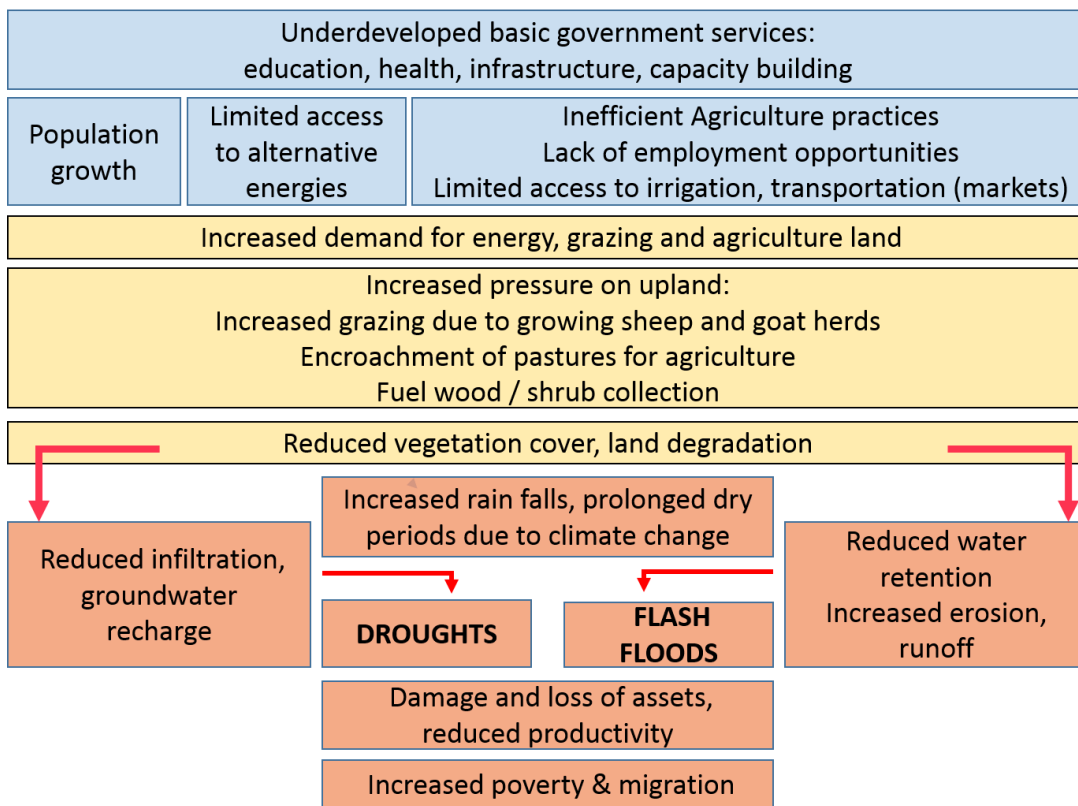 Underdeveloped basic government services:
education, health, infrastructure, capacity building
Population
growth
Limited access
to alternative
energies
Inefficient Agriculture practices
Lack of employment opportunities
Limited access to irrigation, transportation (markets)
Increased demand for energy, grazing and agriculture land
Increased pressure on upland:
Increased grazing due to growing sheep and goat herds
Encroachment of pastures for agriculture
Fuel wood / shrub collection
Reduced vegetation cover, land degradation
Increased rain falls, prolonged dry
periods due to climate change
Reduced infiltration,
groundwater
recharge
DROUGHTS
FLASH
FLOODS
Reduced water
retention
Increased erosion,
runoff
Damage and loss of assets,
reduced productivity
Increased poverty & migration